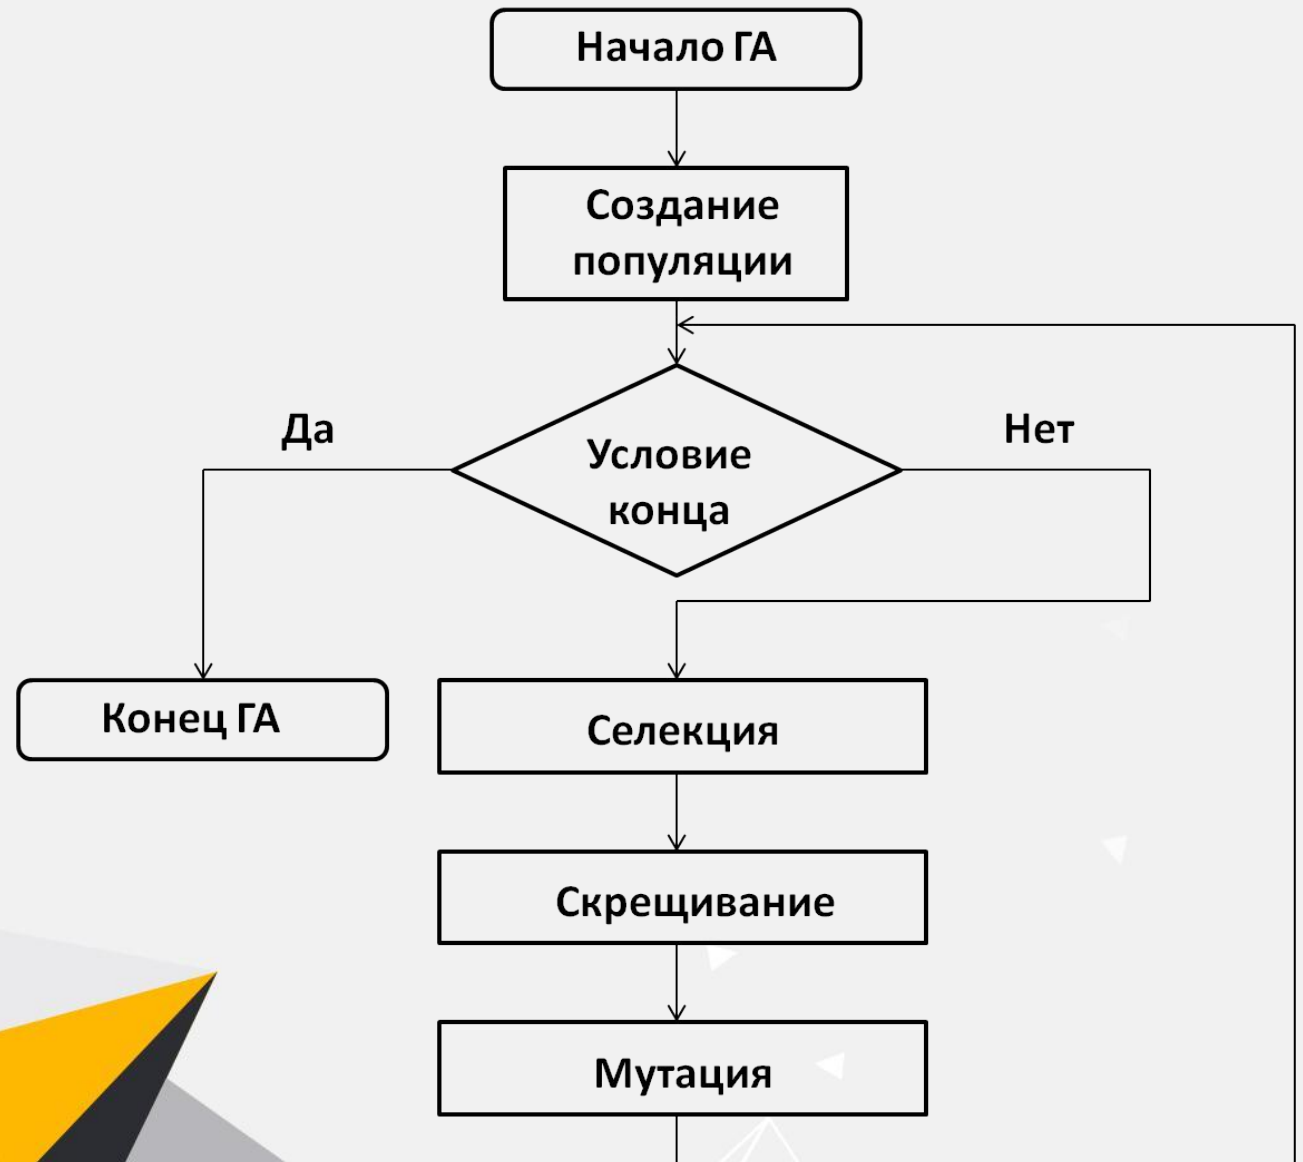 Начало ГА
Создание
популяции
Да
Нет
Условие
конца
Конец ГА
Селекция
Скрещивание
Мутация